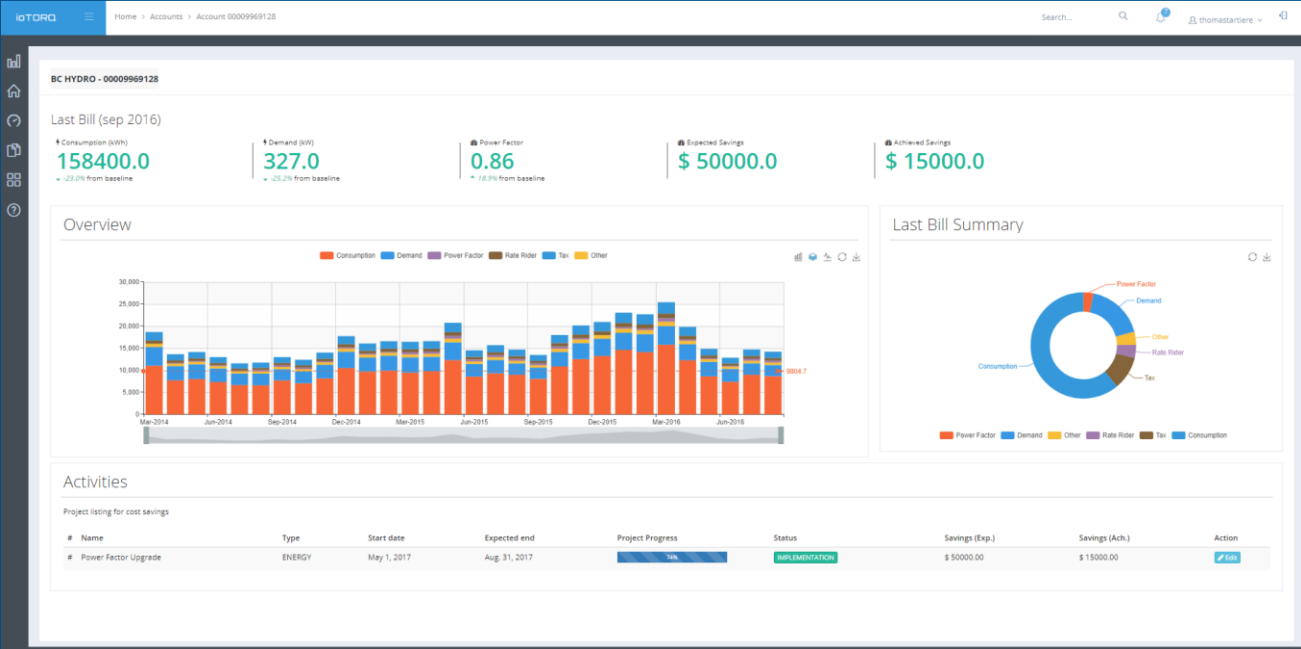 ioTORQ
Home > Accounts > Account 00009969128
Search...
7
thomastartiere
BC HYDRO - 00009969128
Last Bill (sep 2016)
Consumption (kWh)
158400.0
-23.0% from baseline
Demand (kW)
327.0
-25.2% from baseline
Power Factor
0.86
18.9% from baseline
Expected Savings
$ 50000.0
Achieved Savings
$ 15000.0
Overview
Consumption Demand Power Factor Rate Rider Tax Other
30,000
25,000
20,000
15,000
10,000
5,000
0
9804.7
Mar-2014 Jun-2014 Sep-2014 Dec-2014 Mar-2015 Jun-2015 Sep-2015 Dec-2015 Mar-2016 Jun-2016
Last Bill Summary
Power Factor
Demand
Other
Rate Rider
Consumption
Tax
Power Factor Demand Other Rate Rider Tax Consumption
Activities
Project listing for cost savings
# Name Type Start date Expected end Project Progress Status Savings (Exp.) Savings (Ach.) Action
# Power Factor Upgrade ENERGY May 1, 2017 Aug. 31, 2017 74% IMPLEMENTATION $ 50000.00 $ 15000.00 Edit